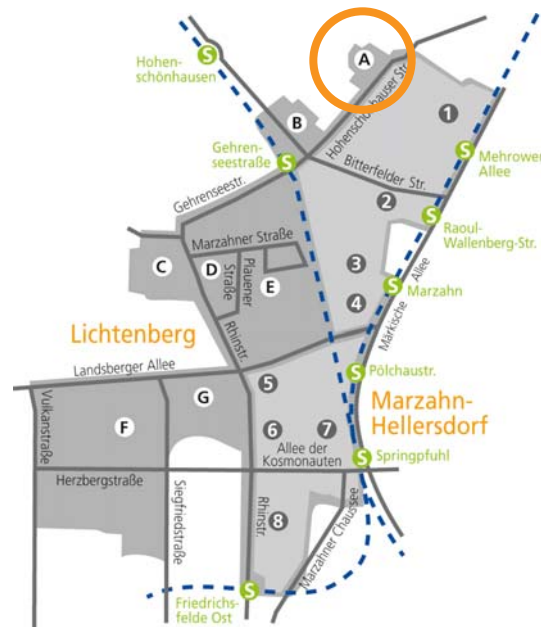 S
Hohen-
schönhausen
A
Hohenschönhauser Str.
1
B
Gehren-
seestraße
S
S
Mehrower
Allee
Bitterfelder Str.
2
Gehrenseestr.
S
Raoul-
Wallenberg-Str.
Marzahner Straße
C
D
Plauener
Straße
E
3
4
S
Marzahn
Märkische Allee
Lichtenberg
Rhinstr.
Landsberger Allee
S
Pölchaustr.
5
G
Marzahn-
Hellersdorf
Vulkanstraße
F
6
7
Allee der
Kosmonauten
S
Springpfuhl
Herzbergstraße
Siegfriedstraße
Rhinstr.
8
Marzahner Chaussee
S
Friedrichs-
felde Ost